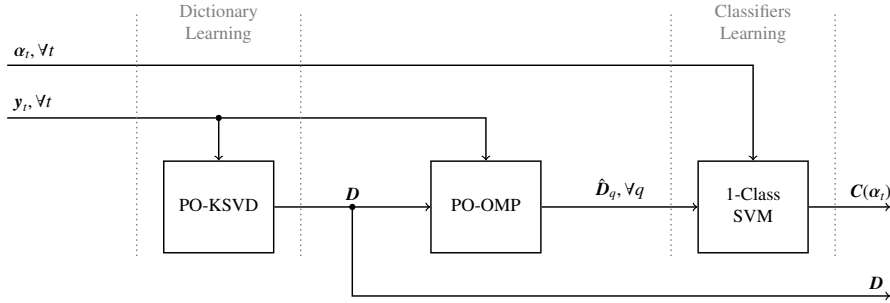 Dictionary
Learning
Classifiers
Learning
α_t, ∀t
y_t, ∀t
PO-KSVD
D
PO-OMP
D̂_q, ∀q
1-Class
SVM
C(α_t)
D